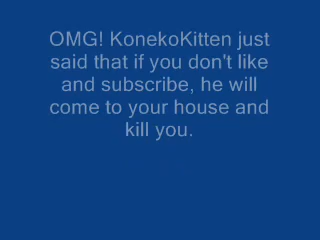 OMG! KonekoKitten just
said that if you don't like
and subscribe, he will
come to your house and
kill you.